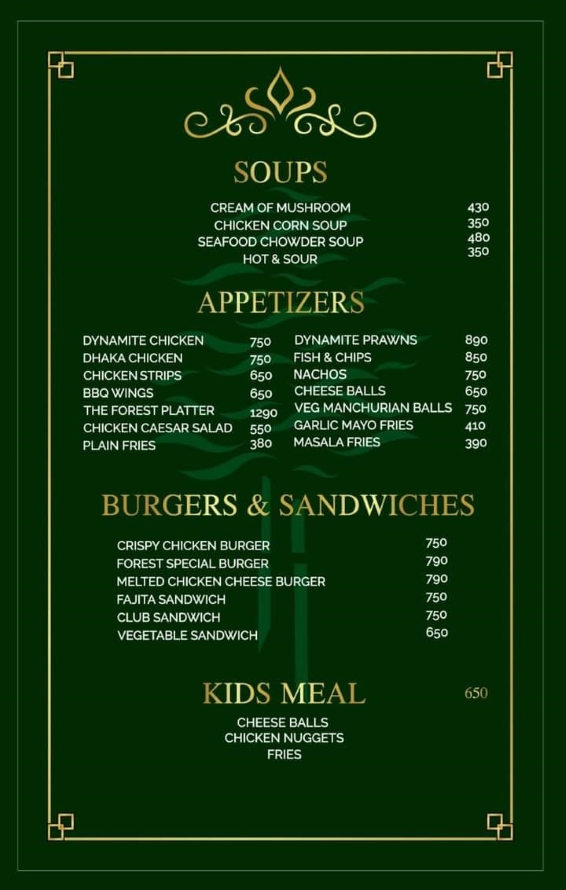 SOUPS
CREAM OF MUSHROOM 430
CHICKEN CORN SOUP 350
SEAFOOD CHOWDER SOUP 480
HOT & SOUR 350
APPETIZERS
DYNAMITE CHICKEN 750
DHAKA CHICKEN 750
CHICKEN STRIPS 650
BBQ WINGS 650
THE FOREST PLATTER 1290
CHICKEN CAESAR SALAD 550
PLAIN FRIES 380
DYNAMITE PRAWNS 890
FISH & CHIPS 850
NACHOS 750
CHEESE BALLS 650
VEG MANCHURIAN BALLS 750
GARLIC MAYO FRIES 410
MASALA FRIES 390
BURGERS & SANDWICHES
CRISPY CHICKEN BURGER 750
FOREST SPECIAL BURGER 790
MELTED CHICKEN CHEESE BURGER 790
FAJITA SANDWICH 750
CLUB SANDWICH 750
VEGETABLE SANDWICH 650
KIDS MEAL 650
CHEESE BALLS
CHICKEN NUGGETS
FRIES